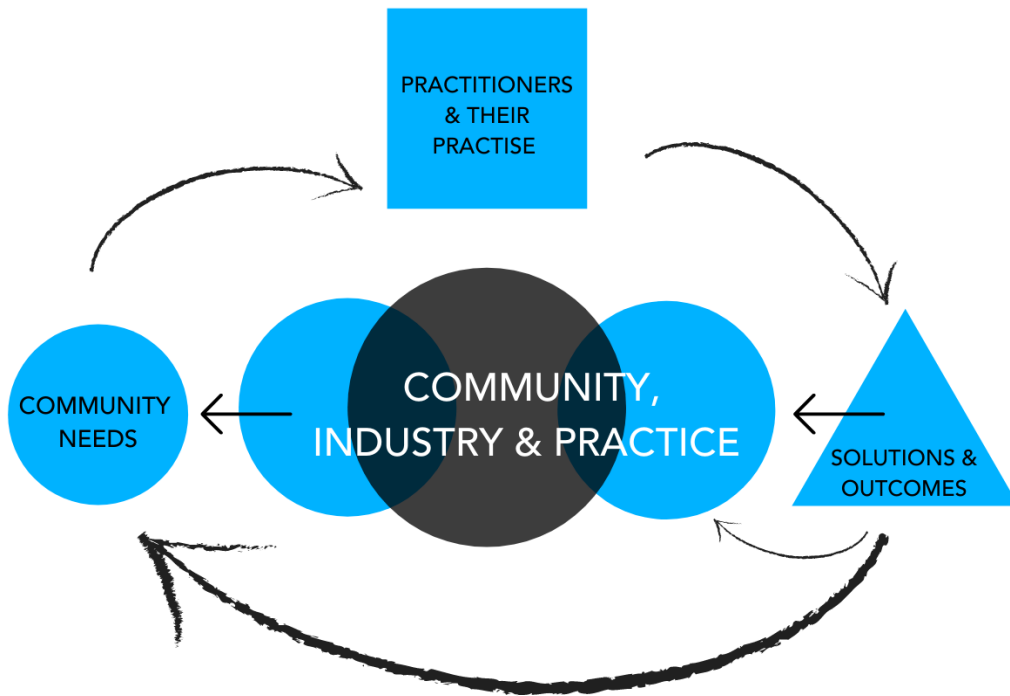 PRACTITIONERS
& THEIR
PRACTISE
COMMUNITY
NEEDS
COMMUNITY,
INDUSTRY & PRACTICE
SOLUTIONS &
OUTCOMES